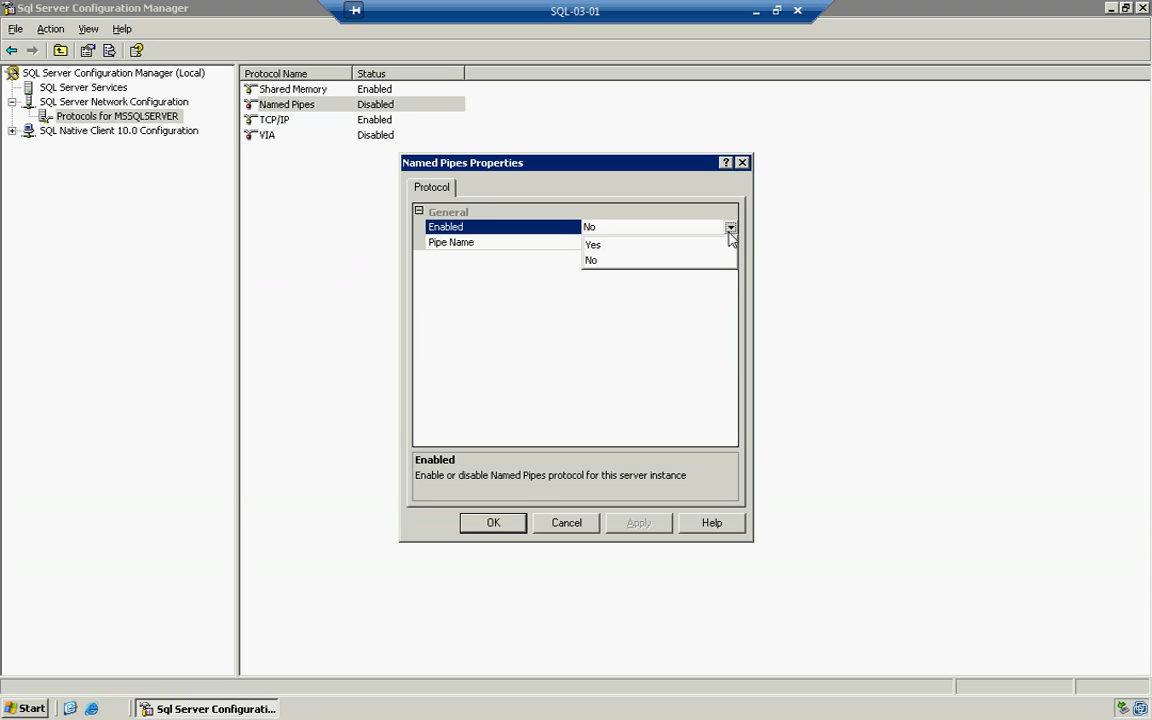 Sql Server Configuration Manager
SQL-03-01
File Action View Help
SQL Server Configuration Manager (Local)
SQL Server Services
SQL Server Network Configuration
Protocols for MSSQLSERVER
SQL Native Client 10.0 Configuration
Protocol Name Status
Shared Memory Enabled
Named Pipes Disabled
TCP/IP Enabled
VIA Disabled
Named Pipes Properties
Protocol
General
Enabled No
Pipe Name
Yes
No
Enabled
Enable or disable Named Pipes protocol for this server instance
OK Cancel Apply Help
Start Sql Server Configurati...